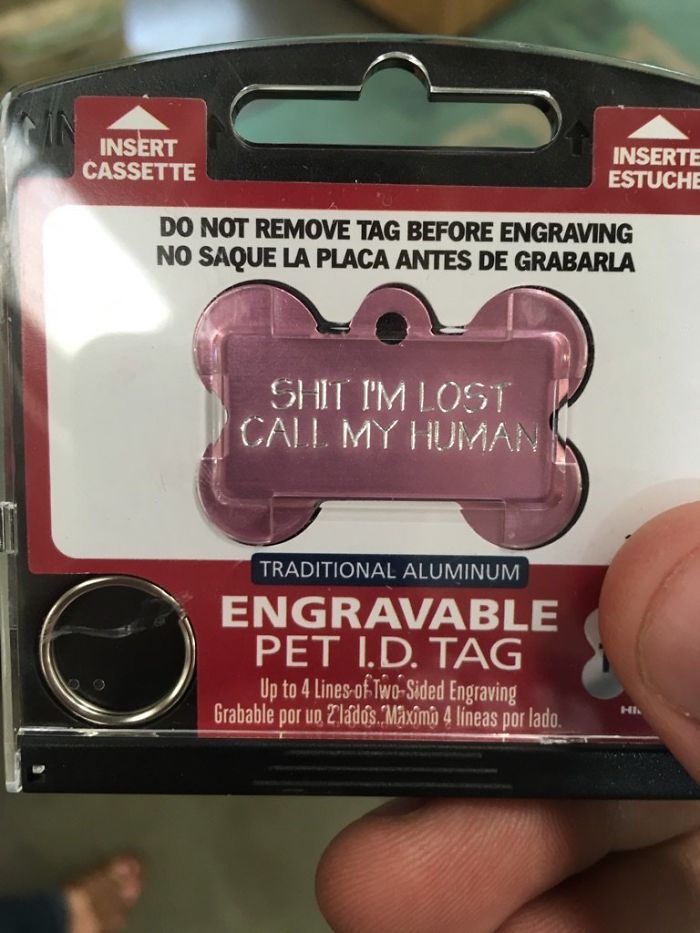 INSERT
CASSETTE
INSERTE
ESTUCHE
DO NOT REMOVE TAG BEFORE ENGRAVING
NO SAQUE LA PLACA ANTES DE GRABARLA
SHIT I'M LOST
CALL MY HUMAN
TRADITIONAL ALUMINUM
ENGRAVABLE
PET I.D. TAG
Up to 4 Lines of Two-Sided Engraving
Grabable por un 2 lados. Máximo 4 líneas por lado.